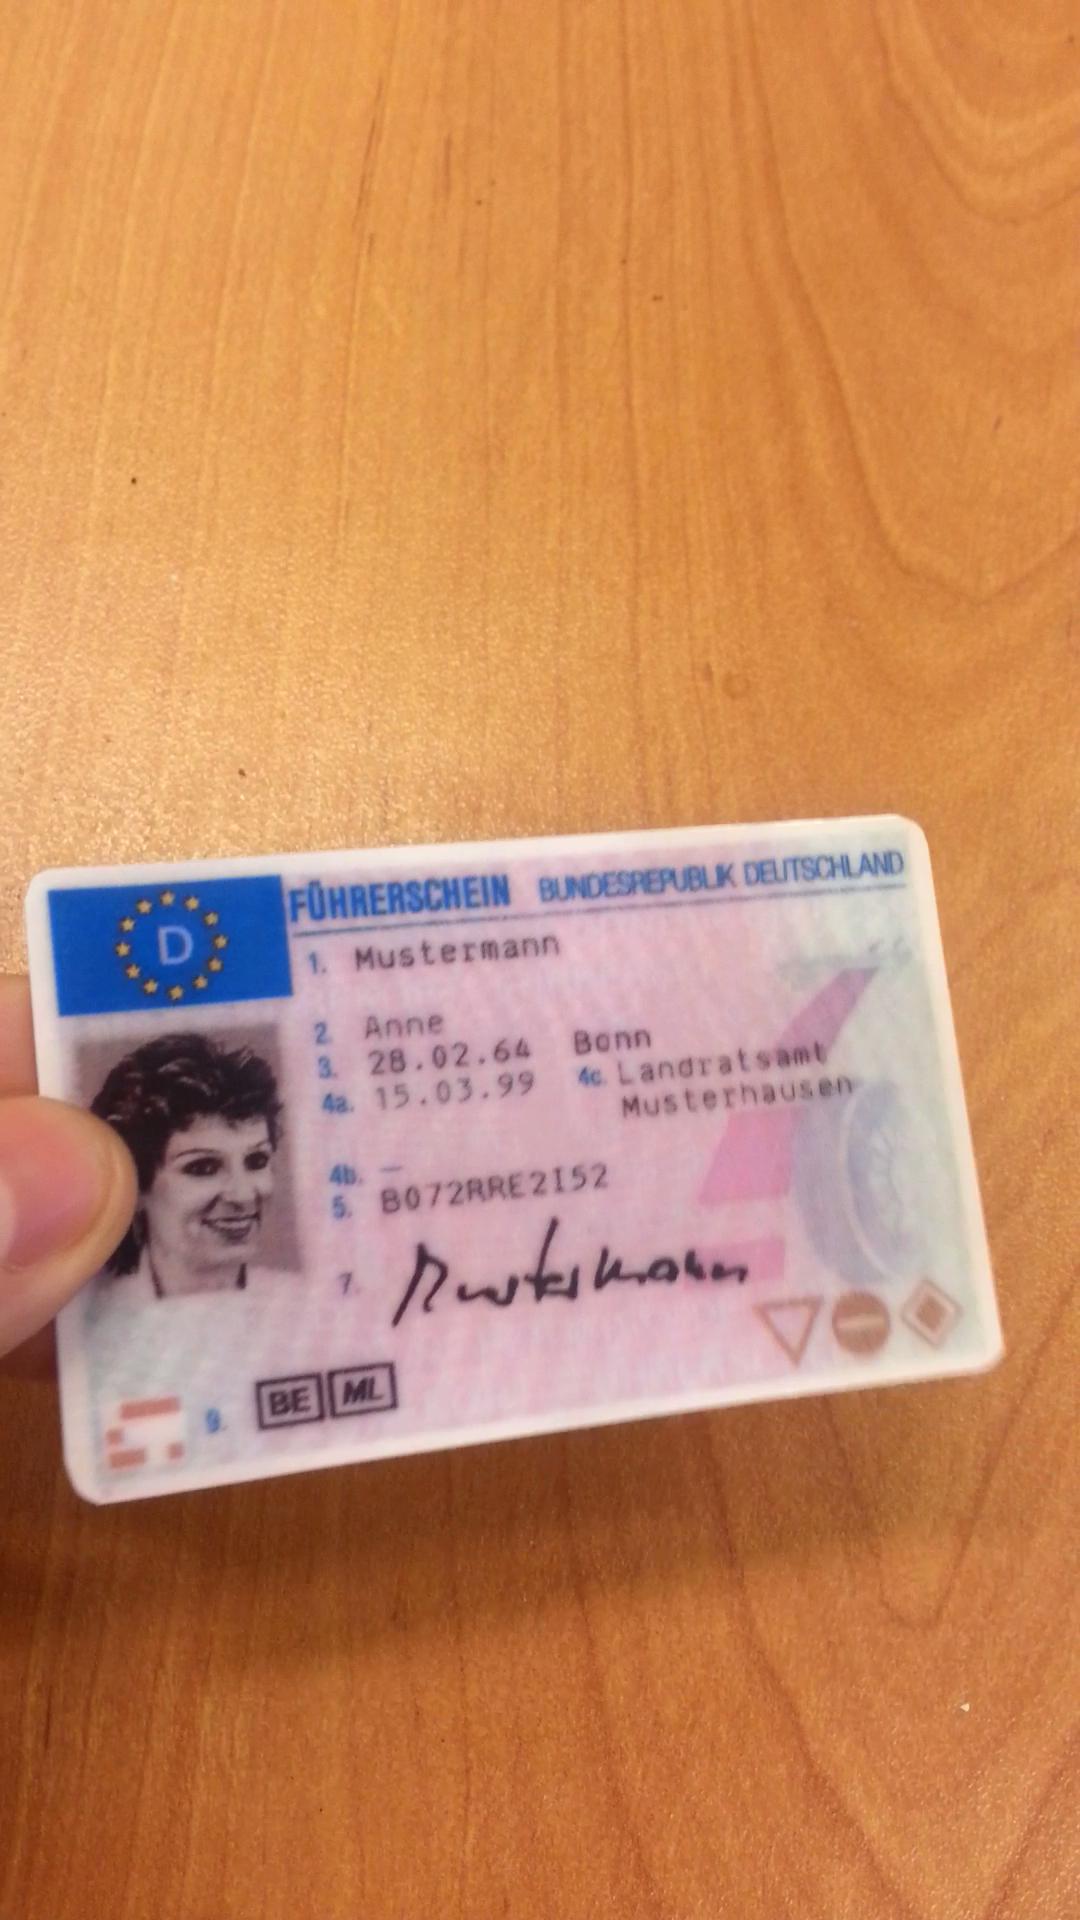 D
FÜHRERSCHEIN BUNDESREPUBLIK DEUTSCHLAND
1. Mustermann
2. Anne
3. 28.02.64 Bonn
4a. 15.03.99 4c. Landratsamt
Musterhausen
4b. –
5. B072RRE2I52
7. Mustermann
9. BE ML